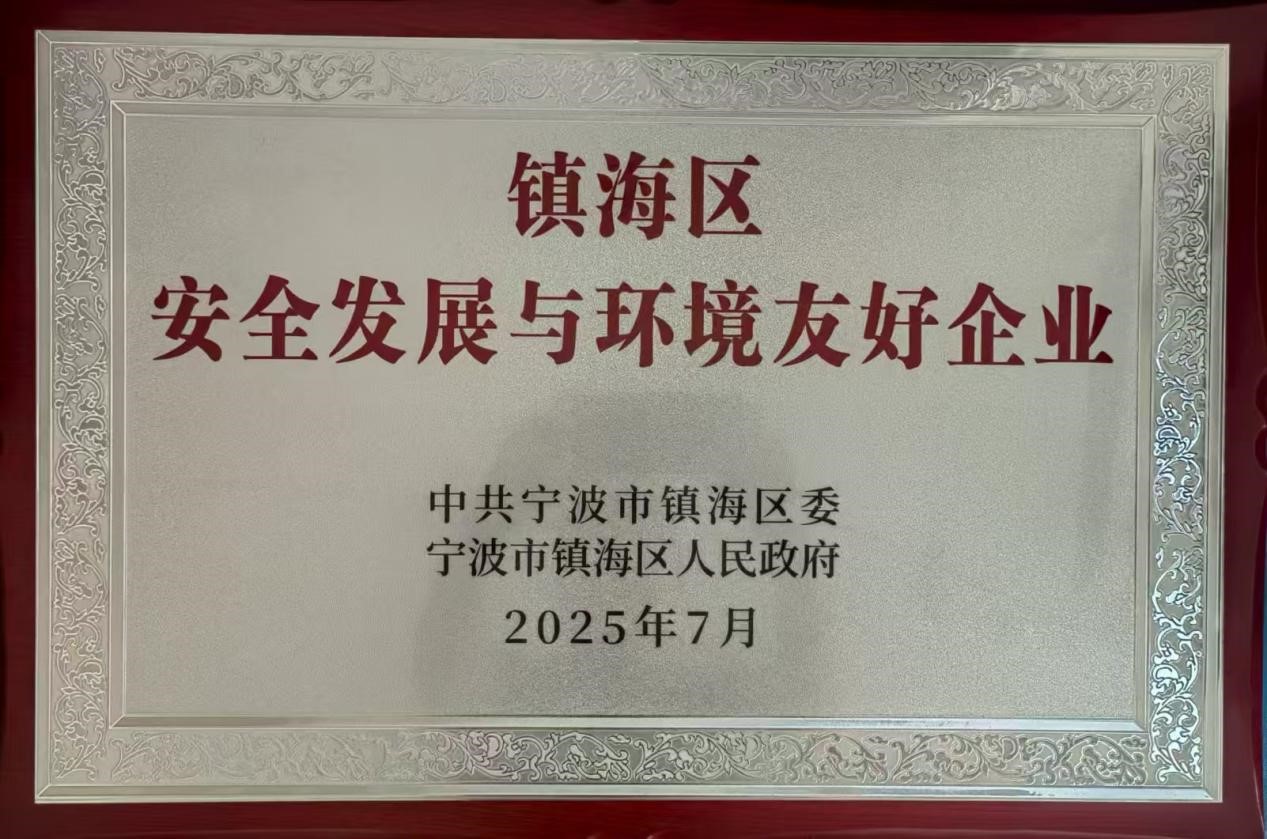 镇海区
安全发展与环境友好企业
中共宁波市镇海区委
宁波市镇海区人民政府
2025年7月